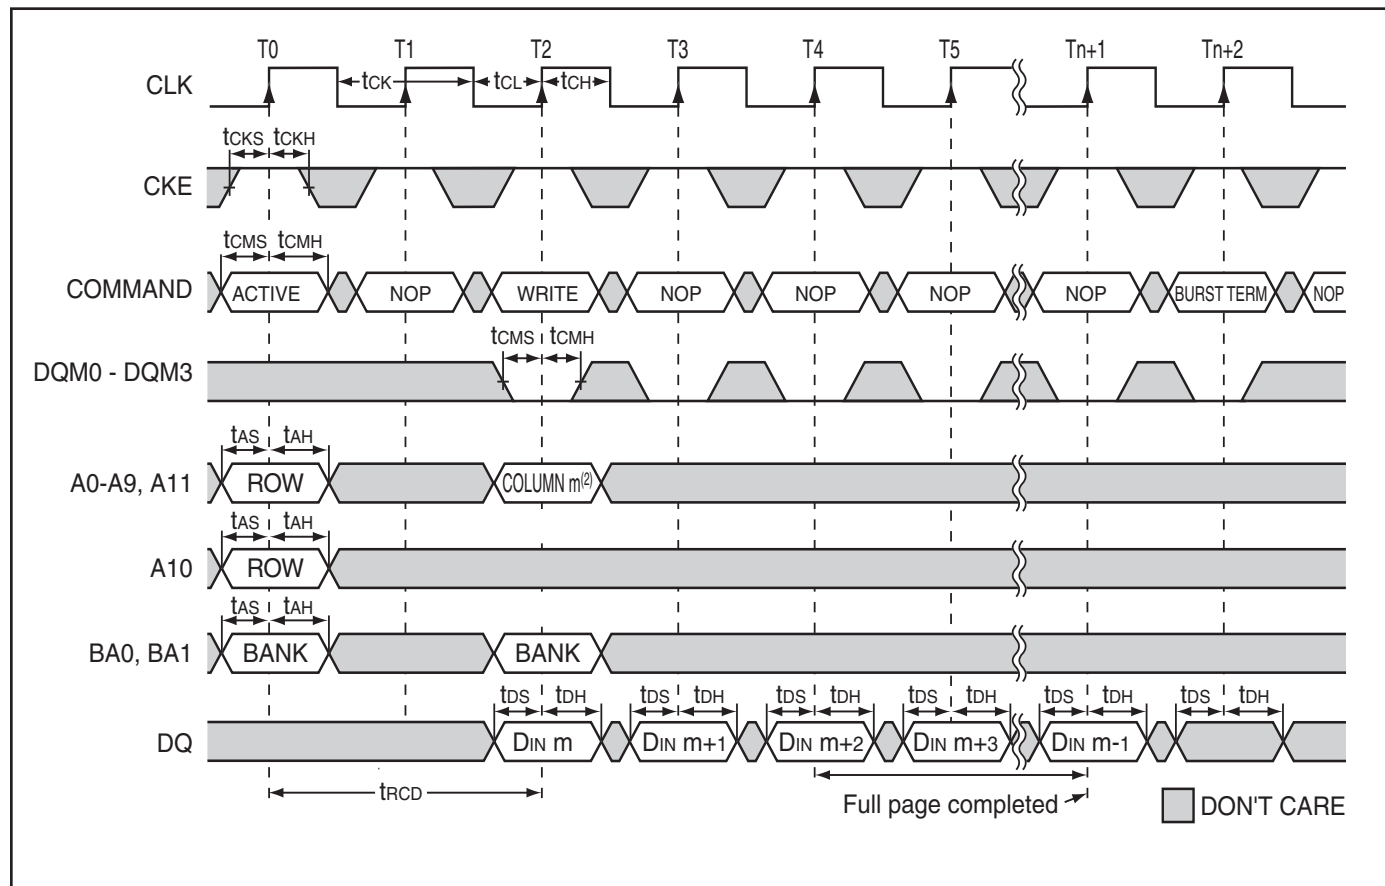 T0 T1 T2 T3 T4 T5 Tn+1 Tn+2
CLK tCK tCL tCH
tCKS tCKH
CKE
tCMS tCMH
COMMAND ACTIVE NOP WRITE NOP NOP NOP NOP BURST TERM NOP
tCMS tCMH
DQM0 - DQM3
tAS tAH
A0-A9, A11 ROW COLUMN m(2)
tAS tAH
A10 ROW
tAS tAH
BA0, BA1 BANK BANK
tDS tDH tDS tDH tDS tDH tDS tDH tDS tDH tDS tDH
DQ DIN m DIN m+1 DIN m+2 DIN m+3 DIN m-1
tRCD
Full page completed
DON'T CARE